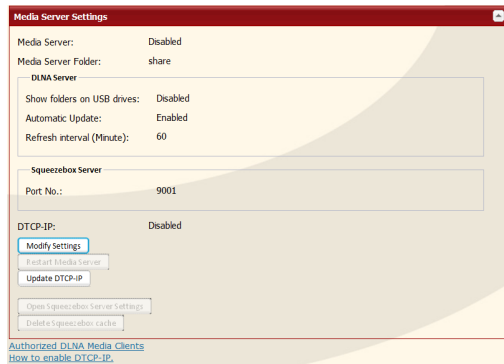 Media Server Settings
Media Server: Disabled
Media Server Folder: share
DLNA Server
Show folders on USB drives: Disabled
Automatic Update: Enabled
Refresh interval (Minute): 60
Squeezebox Server
Port No.: 9001
DTCP-IP: Disabled
Modify Settings
Restart Media Server
Update DTCP-IP
Open Squeezebox Server Settings
Delete Squeezebox cache
Authorized DLNA Media Clients
How to enable DTCP-IP.